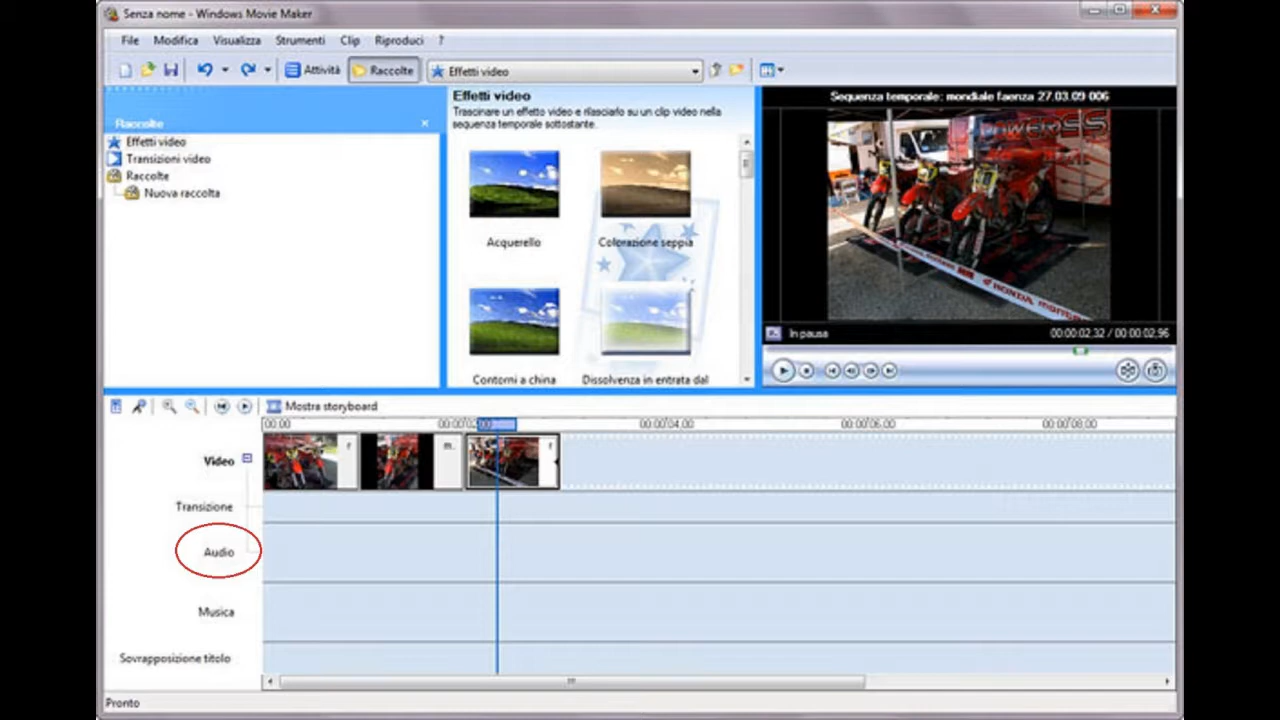 Senza nome - Windows Movie Maker
File Modifica Visualizza Strumenti Clip Riproduci ?
Attività Raccolte Effetti video
Raccolte
Effetti video
Transizioni video
Raccolte
Nuova raccolta
Effetti video
Trascinare un effetto video e rilasciarlo su un clip video nella
sequenza temporale sottostante.
Acquerello Colorazione seppia
Contorni a china Dissolvenza in entrata dal
Sequenza temporale: mondiale faenza 27.03.09 006
HONDA
In pausa 00:00:02,32 / 00:00:02,96
Mostra storyboard
00:00 00:00:04,00 00:00:06,00 00:00:08,00
Video
Transizione
Audio
Musica
Sovrapposizione titolo
Pronto